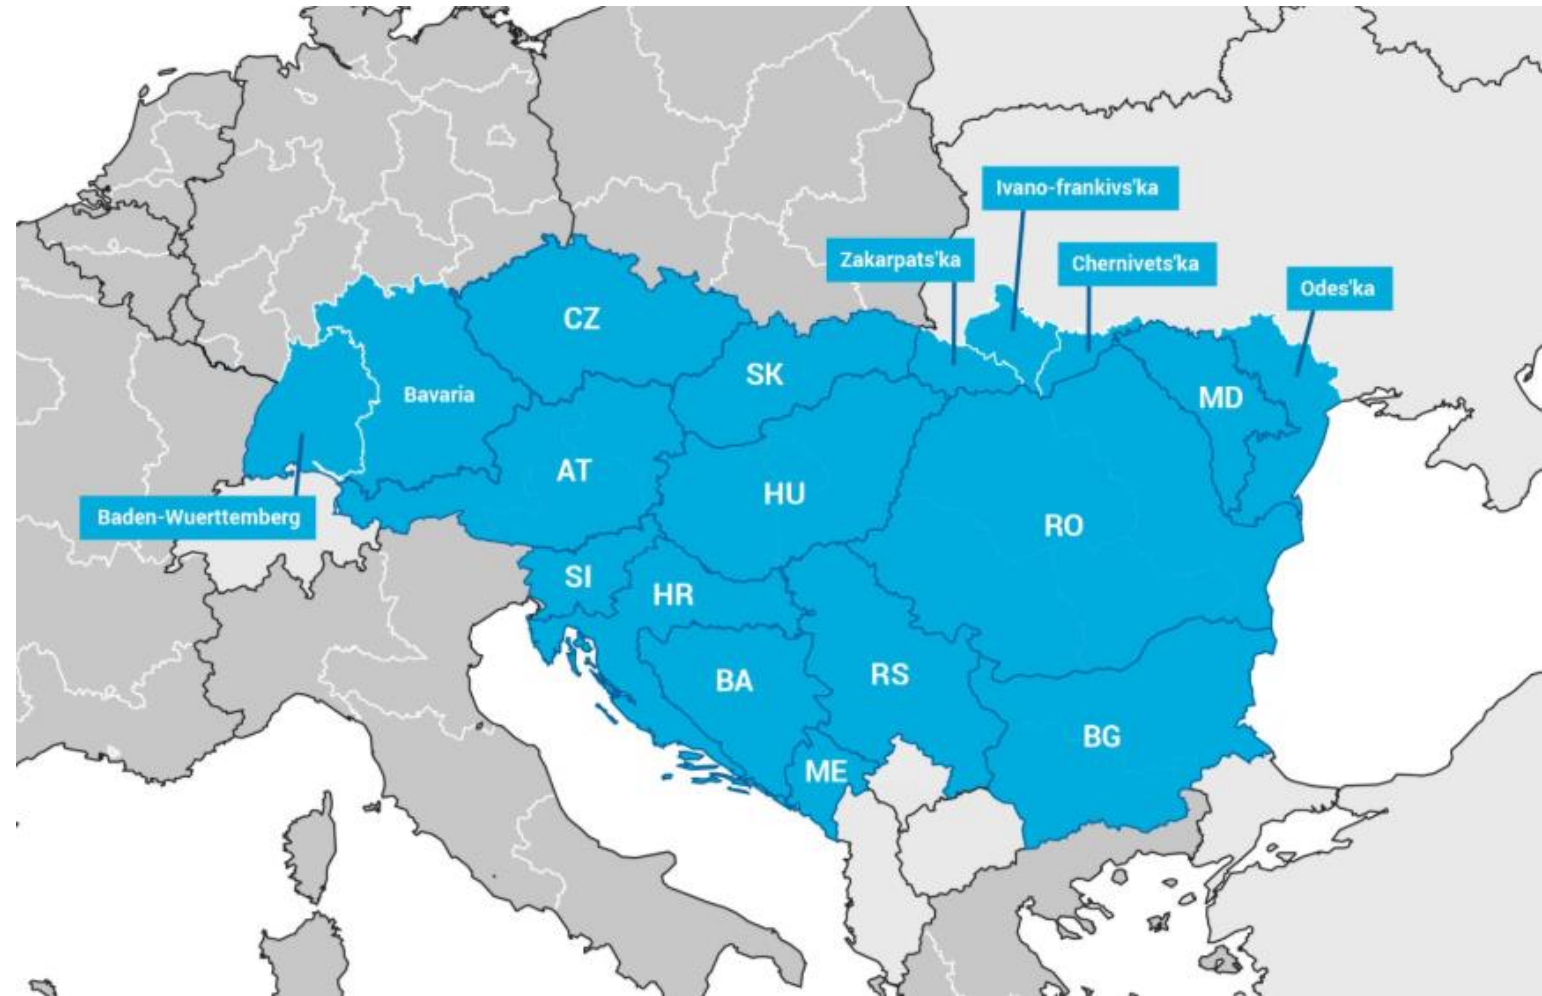 Ivano-frankivs'ka
Zakarpats'ka
Chernivets'ka
Odes'ka
CZ
SK
Bavaria
MD
AT
HU
Baden-Wuerttemberg
RO
SI
HR
BA
RS
BG
ME